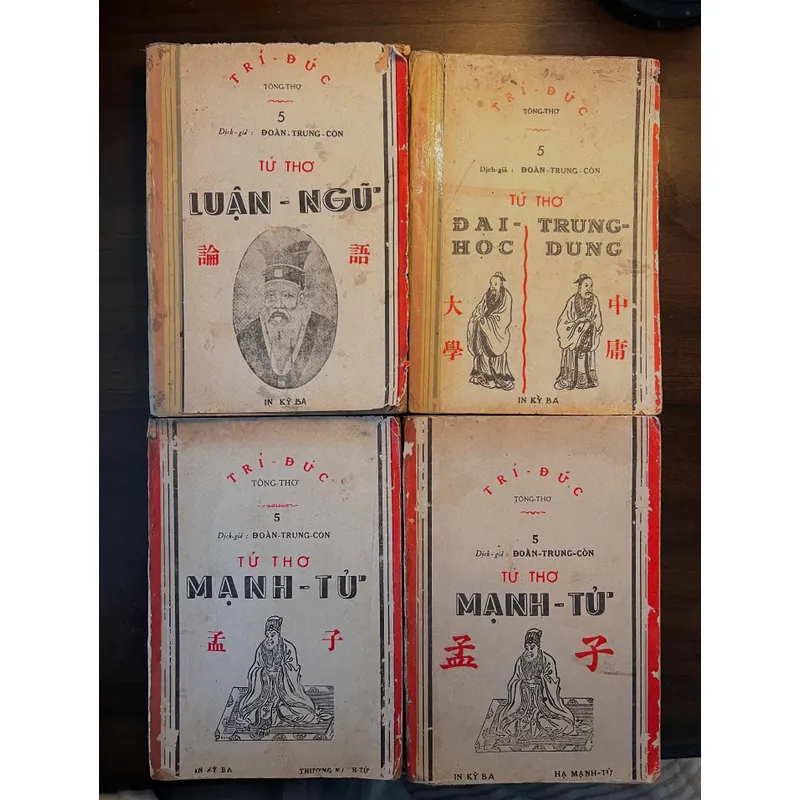 TRÍ-ĐỨC
TÒNG-THƠ
5
Dịch-giả : ĐOÀN-TRUNG-CÒN
TỨ THƠ
LUẬN-NGỮ
論 語
IN KỲ BA
TRÍ-ĐỨC
TÒNG-THƠ
5
Dịch-giả : ĐOÀN-TRUNG-CÒN
TỨ THƠ
ĐẠI-HỌC
TRUNG-DUNG
大學
中庸
IN KỲ BA
TRÍ-ĐỨC
TÒNG-THƠ
5
Dịch-giả : ĐOÀN-TRUNG-CÒN
TỨ THƠ
MẠNH-TỬ
孟 子
IN KỲ BA
THƯỢNG
TRÍ-ĐỨC
TÒNG-THƠ
5
Dịch-giả : ĐOÀN-TRUNG-CÒN
TỨ THƠ
MẠNH-TỬ
孟 子
IN KỲ BA
HẠ MẠNH-TỬ